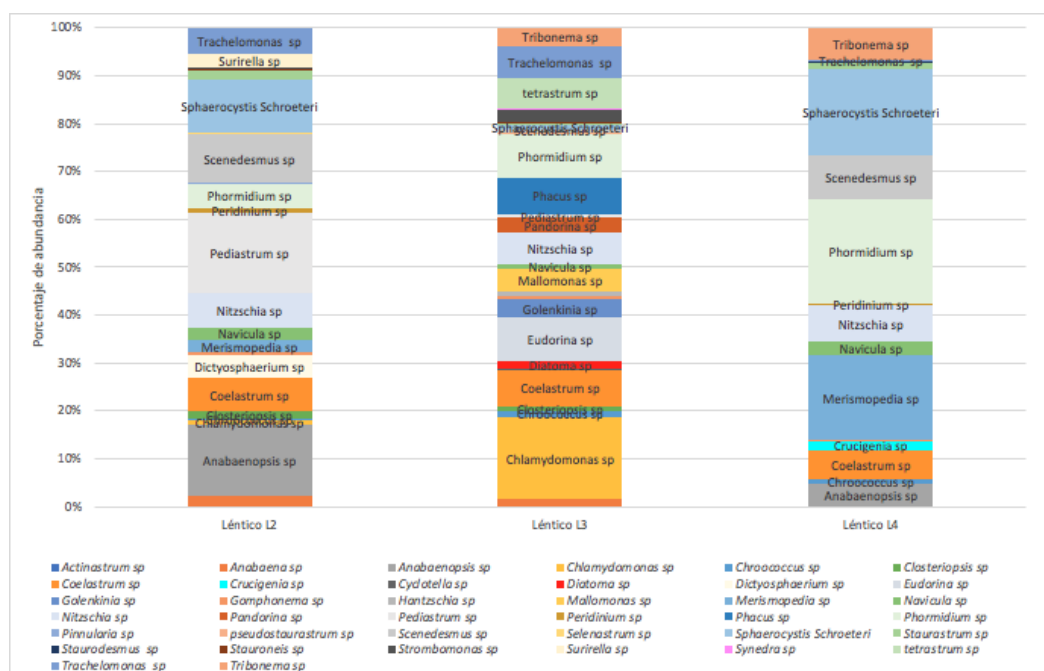 100%
90%
80%
70%
60%
50%
40%
30%
20%
10%
0%
Porcentaje de abundancia
Trachelomonas sp
Surirella sp
Sphaerocystis Schroeteri
Scenedesmus sp
Phormidium sp
Peridinium sp
Pediastrum sp
Nitzschia sp
Navicula sp
Merismopedia sp
Dictyosphaerium sp
Coelastrum sp
Closteriopsis sp
Chlamydomonas sp
Anabaenopsis sp
Tribonema sp
Trachelomonas sp
tetrastrum sp
Sphaerocystis Schroeteri
Scenedesmus sp
Phormidium sp
Phacus sp
Pediastrum sp
Pandorina sp
Nitzschia sp
Navicula sp
Mallomonas sp
Golenkinia sp
Eudorina sp
Diatoma sp
Coelastrum sp
Closteriopsis sp
Chroococcus sp
Chlamydomonas sp
Tribonema sp
Trachelomonas sp
Sphaerocystis Schroeteri
Scenedesmus sp
Phormidium sp
Peridinium sp
Nitzschia sp
Navicula sp
Merismopedia sp
Crucigenia sp
Coelastrum sp
Chroococcus sp
Anabaenopsis sp
Léntico L2 Léntico L3 Léntico L4
Actinastrum sp Anabaena sp Anabaenopsis sp Chlamydomonas sp Chroococcus sp Clasteriopsis sp
Coelastrum sp Crucigenia sp Cyclotella sp Diatoma sp Dictyosphaerium sp Eudorina sp
Golenkinia sp Gomphonema sp Hantzschia sp Mallomonas sp Merismopedia sp Navicula sp
Nitzschia sp Pandorina sp Pediastrum sp Peridinium sp Phacus sp Phormidium sp
Pinnularia sp pseudostaurastrum sp Scenedesmus sp Selenastrum sp Sphaerocystis Schroeteri Staurastrum sp
Staurodesmus sp Stauroneis sp Strombomonas sp Surirella sp Synedra sp tetrastrum sp
Trachelomonas sp Tribonema sp